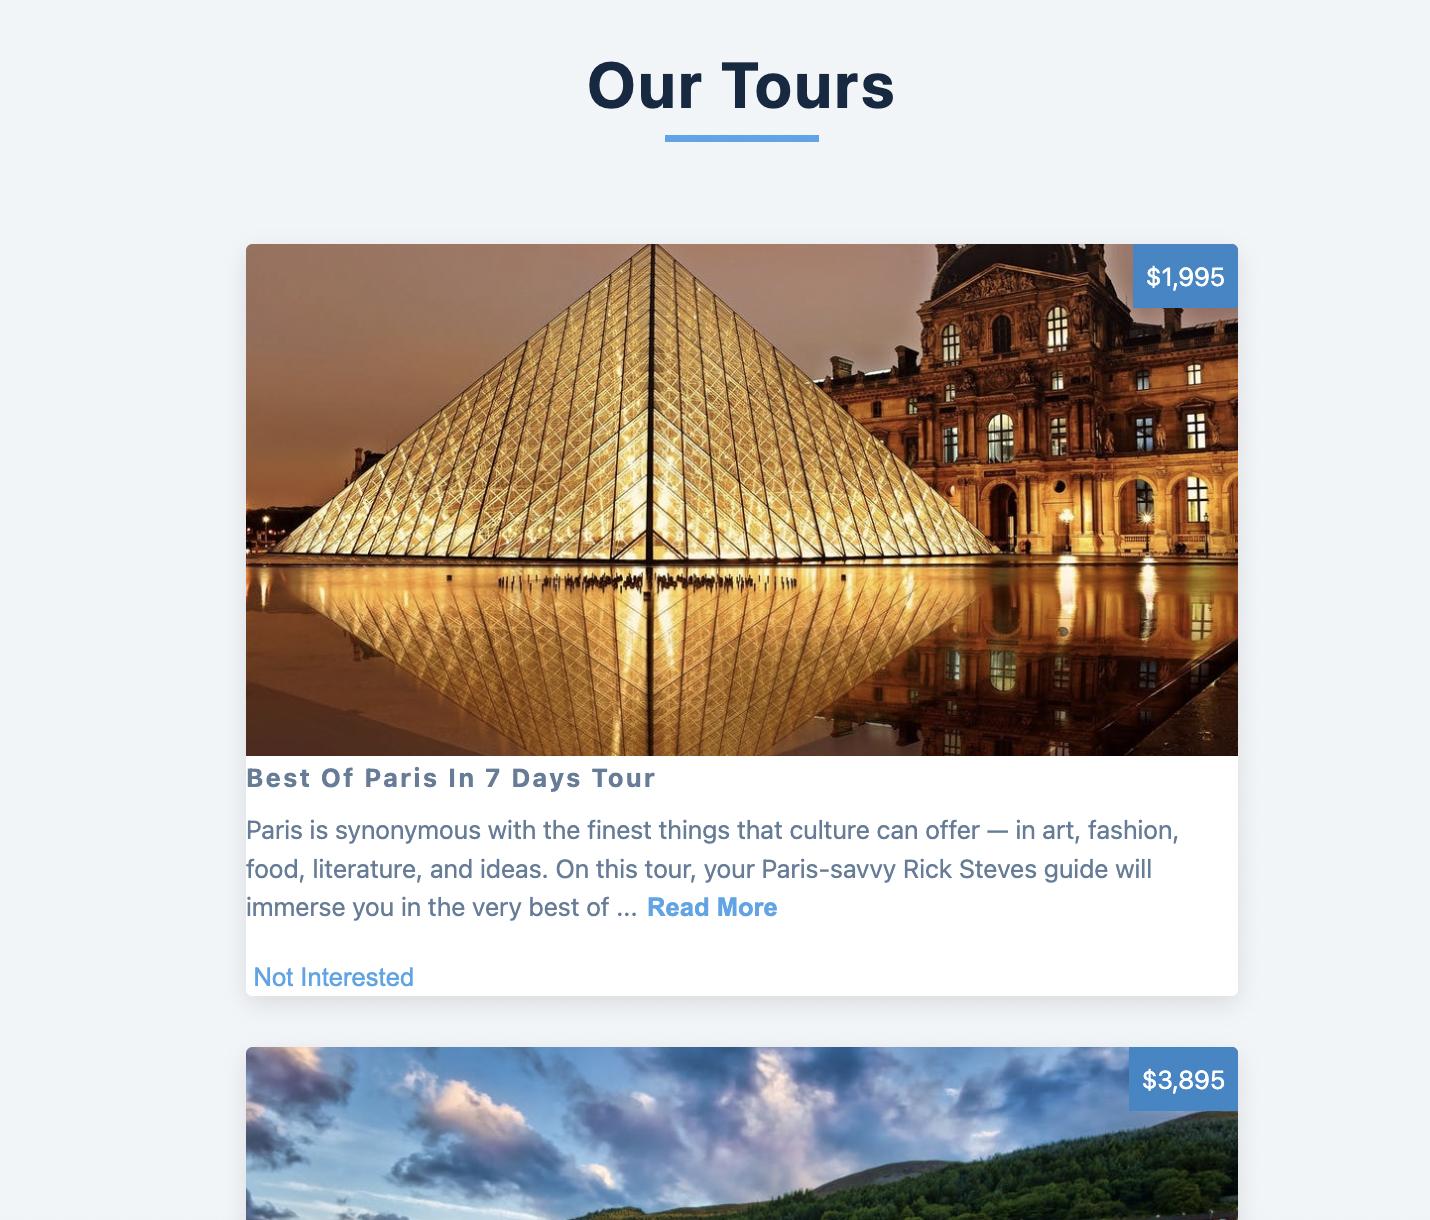 Our Tours
$1,995
Best Of Paris In 7 Days Tour
Paris is synonymous with the finest things that culture can offer — in art, fashion,
food, literature, and ideas. On this tour, your Paris-savvy Rick Steves guide will
immerse you in the very best of ... Read More
Not Interested
$3,895